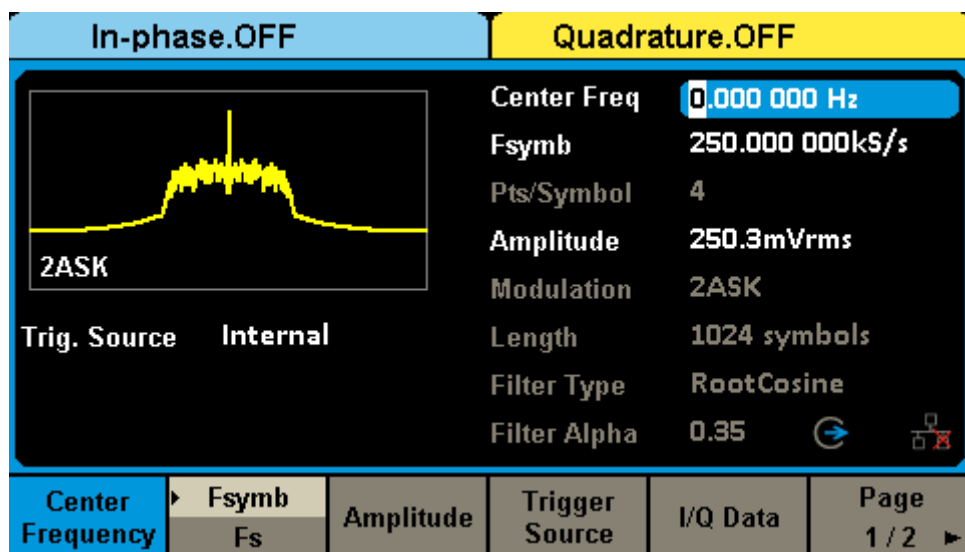 In-phase.OFF
Quadrature.OFF
2ASK
Trig. Source Internal
Center Freq 0.000 000 Hz
Fsymb 250.000 000kS/s
Pts/Symbol 4
Amplitude 250.3mVrms
Modulation 2ASK
Length 1024 symbols
Filter Type RootCosine
Filter Alpha 0.35
Center
Frequency
Fsymb
Fs
Amplitude
Trigger
Source
I/Q Data
Page
1/2